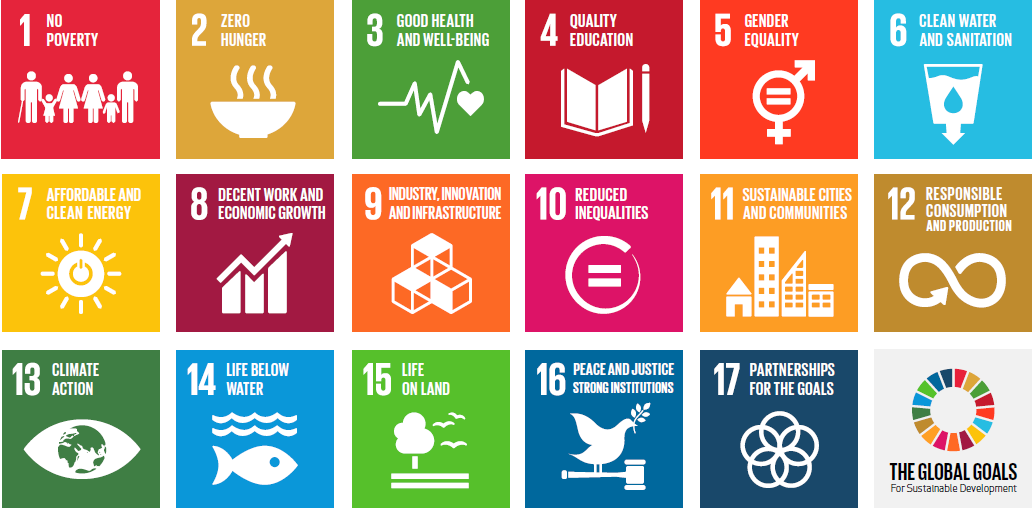 1 NO
POVERTY
2 ZERO
HUNGER
3 GOOD HEALTH
AND WELL-BEING
4 QUALITY
EDUCATION
5 GENDER
EQUALITY
6 CLEAN WATER
AND SANITATION
7 AFFORDABLE AND
CLEAN ENERGY
8 DECENT WORK AND
ECONOMIC GROWTH
9 INDUSTRY, INNOVATION
AND INFRASTRUCTURE
10 REDUCED
INEQUALITIES
11 SUSTAINABLE CITIES
AND COMMUNITIES
12 RESPONSIBLE
CONSUMPTION
AND PRODUCTION
13 CLIMATE
ACTION
14 LIFE BELOW
WATER
15 LIFE
ON LAND
16 PEACE AND JUSTICE
STRONG INSTITUTIONS
17 PARTNERSHIPS
FOR THE GOALS
THE GLOBAL GOALS
For Sustainable Development